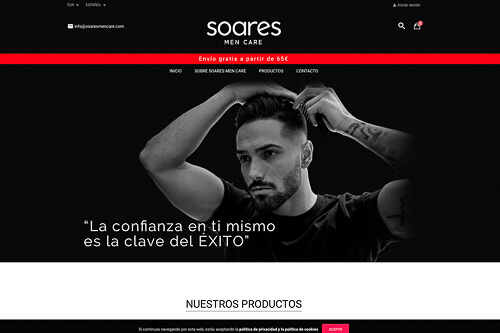 EUR ESPAÑOL Iniciar sesión
info@soaresmencare.com
soares
MEN CARE
0
Envío gratis a partir de 65€
INICIO SOBRE SOARES MEN CARE PRODUCTOS CONTACTO
“La confianza en ti mismo
es la clave del ÉXITO”
NUESTROS PRODUCTOS
Si continuas navegando por esta web, estás aceptando la política de privacidad y la política de cookies ACEPTO